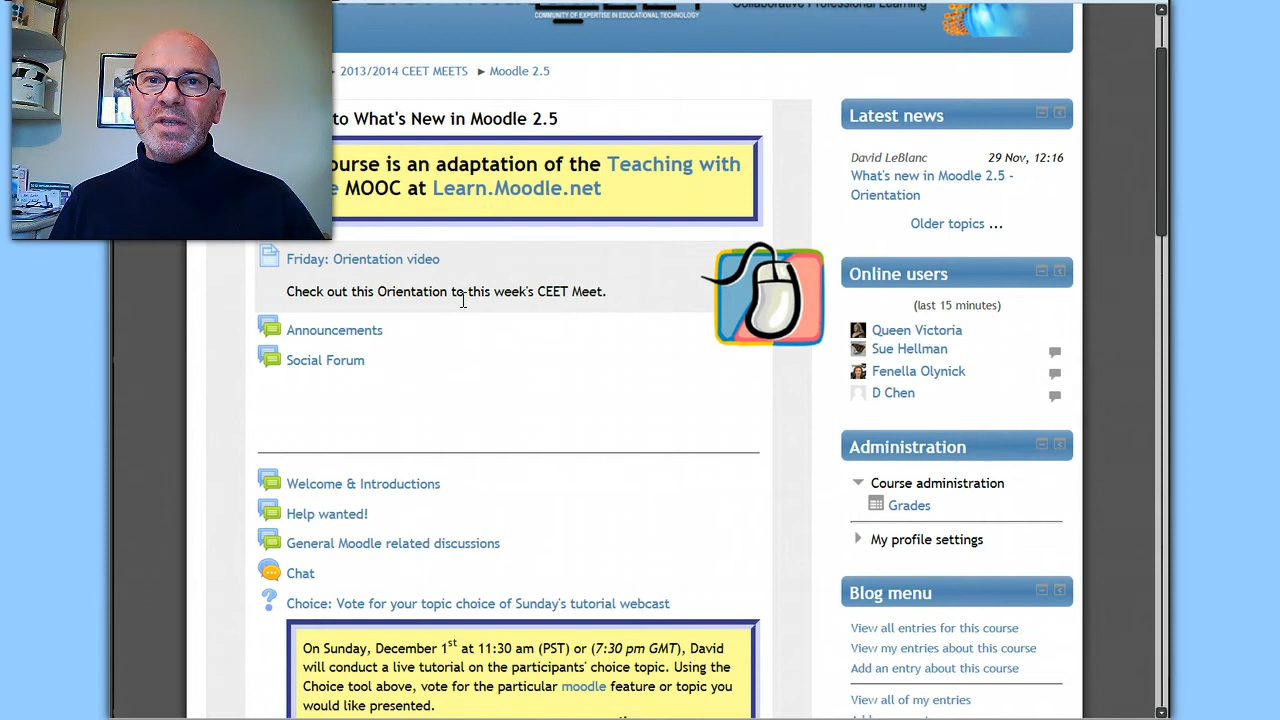 COMMUNITY OF EXPERTISE IN EDUCATIONAL TECHNOLOGY
Collaborative Professional Learning
2013/2014 CEET MEETS ► Moodle 2.5
to What's New in Moodle 2.5
course is an adaptation of the Teaching with
MOOC at Learn.Moodle.net
Friday: Orientation video
Check out this Orientation to this week's CEET Meet.
Announcements
Social Forum
Welcome & Introductions
Help wanted!
General Moodle related discussions
Chat
Choice: Vote for your topic choice of Sunday's tutorial webcast
On Sunday, December 1st at 11:30 am (PST) or (7:30 pm GMT), David
will conduct a live tutorial on the participants' choice topic. Using the
Choice tool above, vote for the particular moodle feature or topic you
would like presented.
Latest news
David LeBlanc 29 Nov, 12:16
What's new in Moodle 2.5 -
Orientation
Older topics ...
Online users
(last 15 minutes)
Queen Victoria
Sue Hellman
Fenella Olynick
D Chen
Administration
Course administration
Grades
My profile settings
Blog menu
View all entries for this course
View my entries about this course
Add an entry about this course
View all of my entries